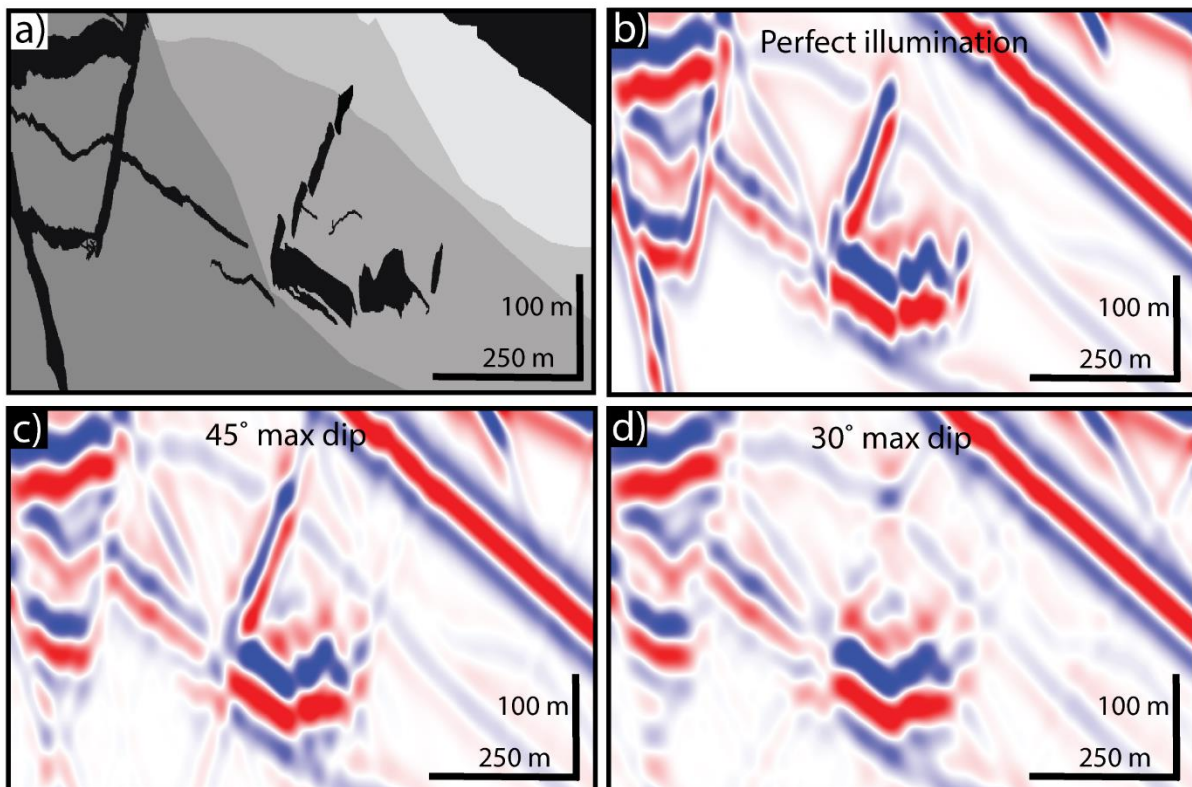 a)
100 m
250 m
b)
Perfect illumination
100 m
250 m
c)
45˚ max dip
100 m
250 m
d)
30˚ max dip
100 m
250 m